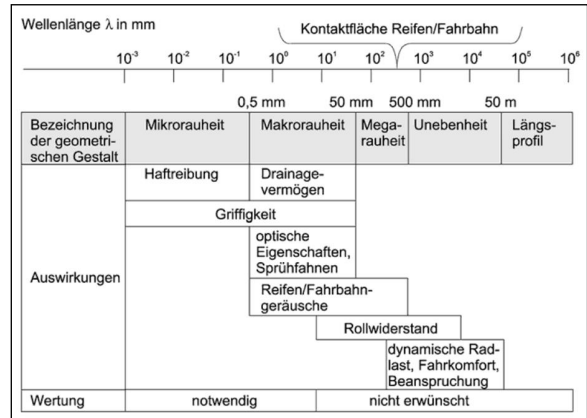 Wellenlänge λ in mm
Kontaktfläche Reifen/Fahrbahn
10⁻³ 10⁻² 10⁻¹ 10⁰ 10¹ 10² 10³ 10⁴ 10⁵ 10⁶
0,5 mm 50 mm 500 mm 50 m
Bezeichnung
der geometri-
schen Gestalt
Mikrorauheit
Makrorauheit
Mega-
rauheit
Unebenheit
Längs-
profil
Auswirkungen
Haftreibung
Drainage-
vermögen
Griffigkeit
optische
Eigenschaften,
Sprühfahnen
Reifen/Fahrbahn-
geräusche
Rollwiderstand
dynamische Rad-
last, Fahrkomfort,
Beanspruchung
Wertung
notwendig
nicht erwünscht